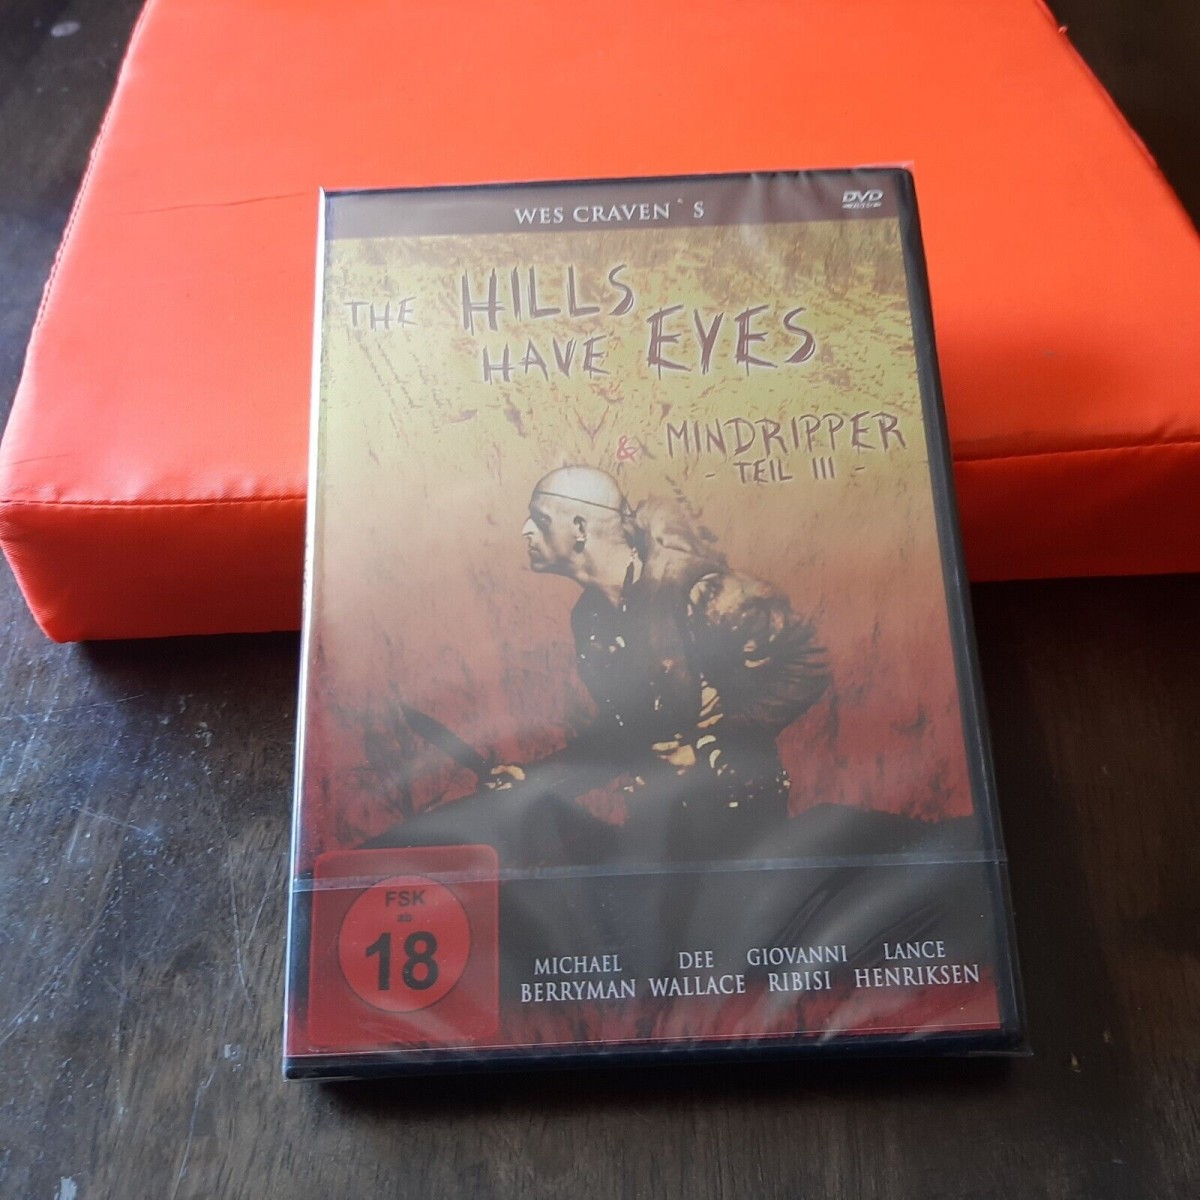 WES CRAVEN`S
DVD
VIDEO
THE HILLS
HAVE EYES
& MINDRIPPER
- TEIL III -
FSK
ab
18
MICHAEL BERRYMAN
DEE WALLACE
GIOVANNI RIBISI
LANCE HENRIKSEN